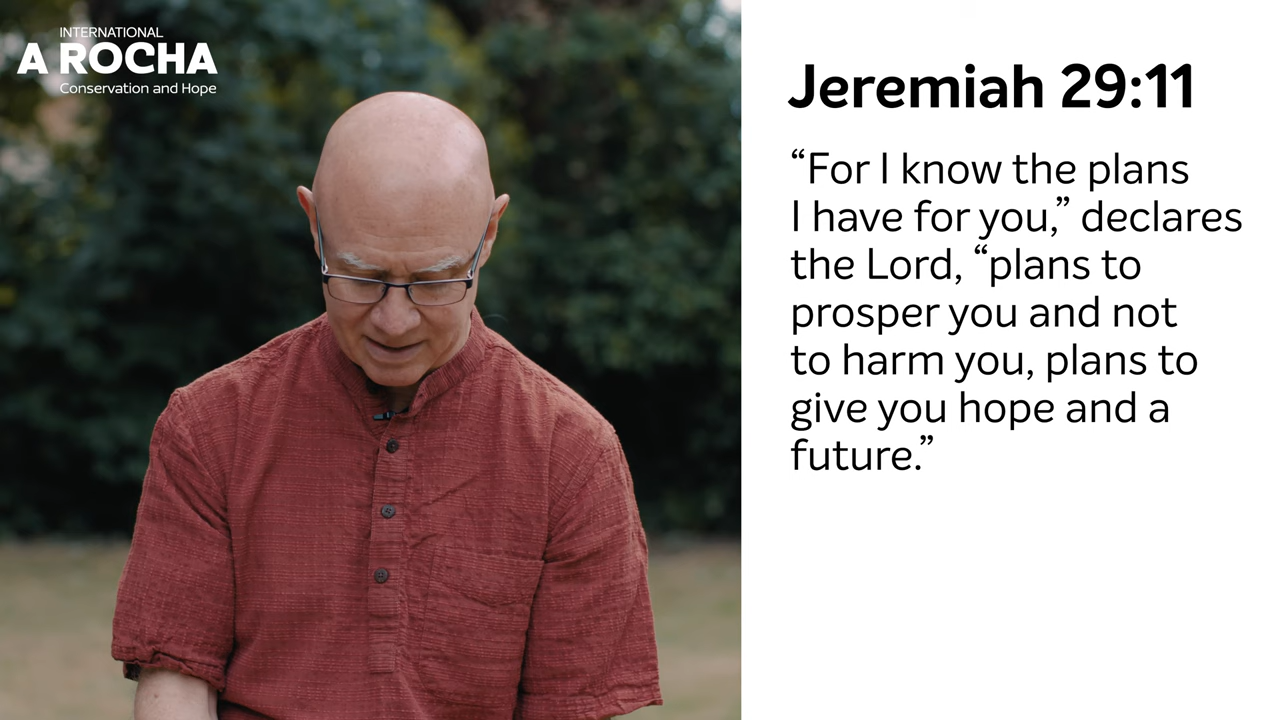 INTERNATIONAL
A ROCHA
Conservation and Hope
Jeremiah 29:11
“For I know the plans
I have for you,” declares
the Lord, “plans to
prosper you and not
to harm you, plans to
give you hope and a
future.”